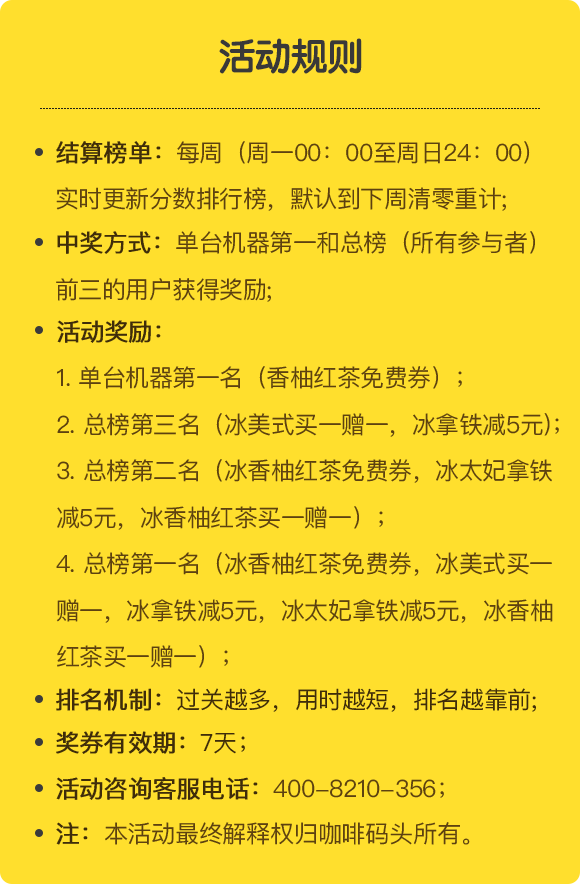 活动规则
• 结算榜单：每周（周一00：00至周日24：00）
实时更新分数排行榜，默认到下周清零重计;
• 中奖方式：单台机器第一和总榜（所有参与者）
前三的用户获得奖励;
• 活动奖励：
1. 单台机器第一名（香柚红茶免费券）；
2. 总榜第三名（冰美式买一赠一，冰拿铁减5元）;
3. 总榜第二名（冰香柚红茶免费券，冰太妃拿铁
减5元，冰香柚红茶买一赠一）；
4. 总榜第一名（冰香柚红茶免费券，冰美式买一
赠一，冰拿铁减5元，冰太妃拿铁减5元，冰香柚
红茶买一赠一）；
• 排名机制：过关越多，用时越短，排名越靠前;
• 奖券有效期：7天；
• 活动咨询客服电话：400-8210-356；
• 注：本活动最终解释权归咖啡码头所有。